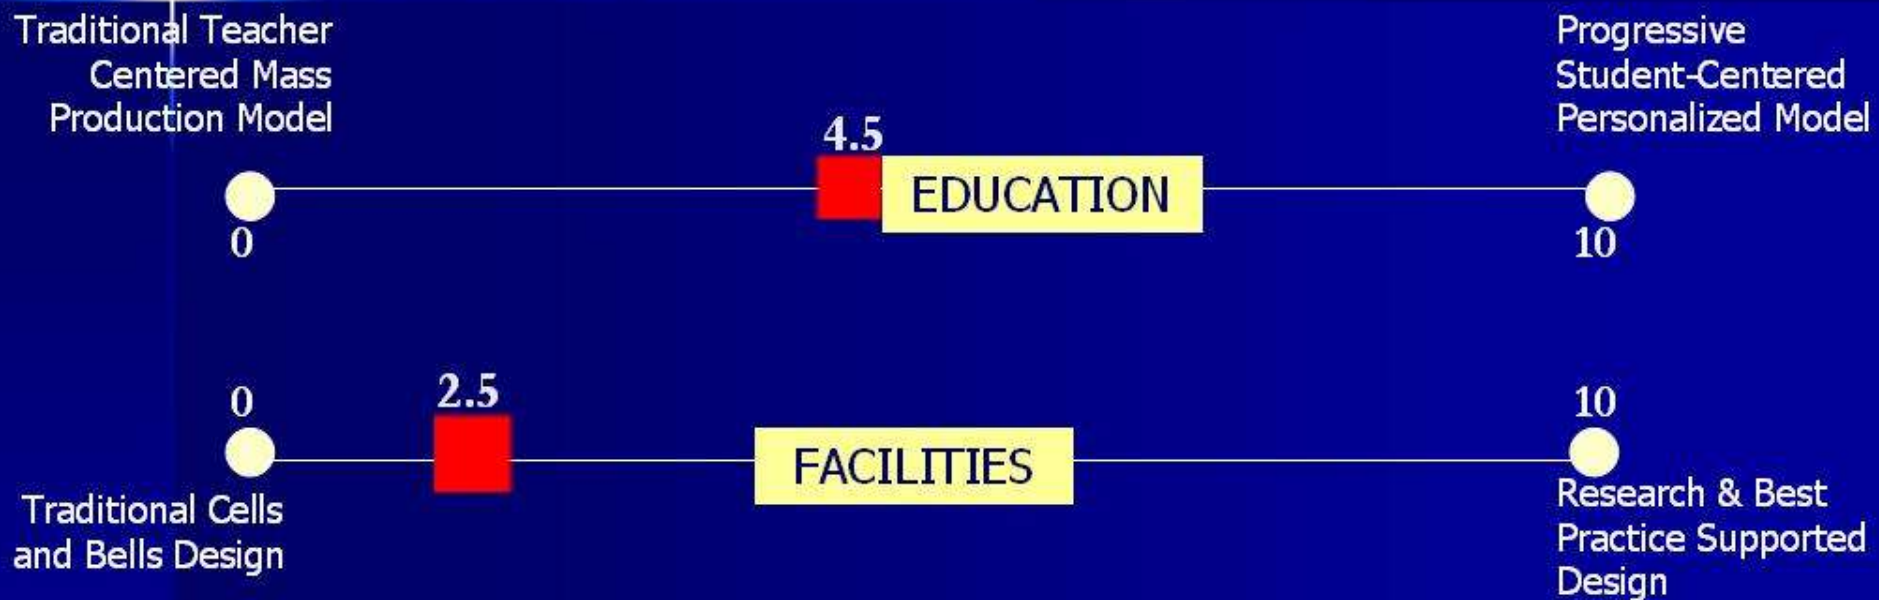 Traditional Teacher
Centered Mass
Production Model
Progressive
Student-Centered
Personalized Model
4.5
EDUCATION
0
10
0
2.5
10
FACILITIES
Traditional Cells
and Bells Design
Research & Best
Practice Supported
Design